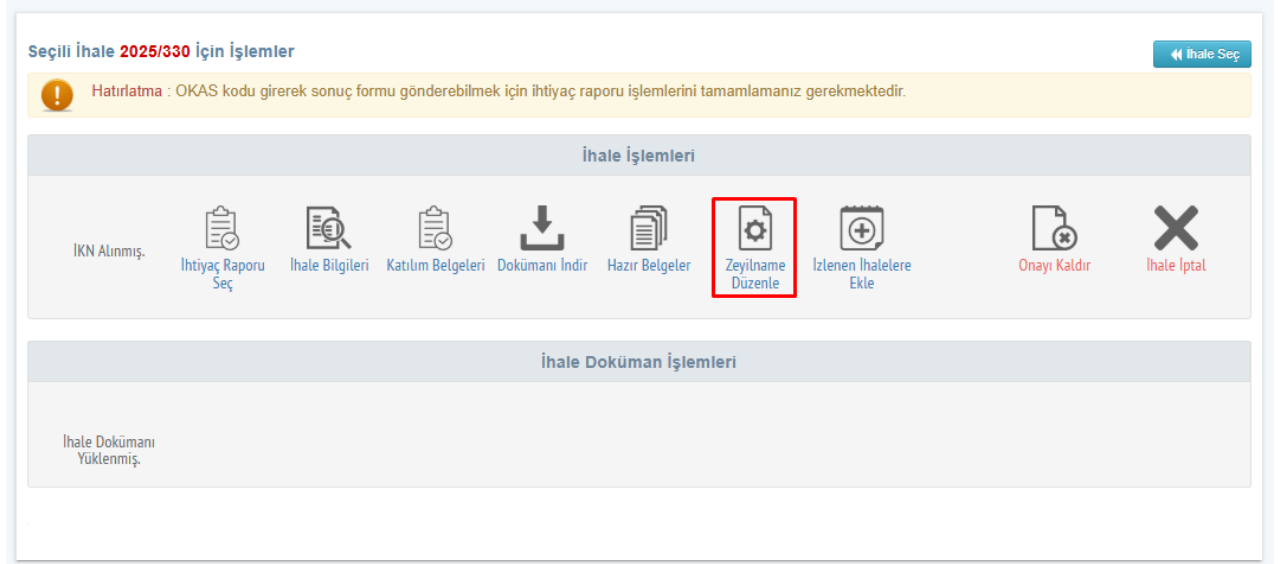 Seçili İhale 2025/330 İçin İşlemler
İhale Seç
Hatırlatma : OKAS kodu girerek sonuç formu gönderebilmek için ihtiyaç raporu işlemlerini tamamlamanız gerekmektedir.
İhale İşlemleri
İKN Alınmış.
İhtiyaç Raporu
Seç
İhale Bilgileri
Katılım Belgeleri
Dokümanı İndir
Hazır Belgeler
Zeyilname
Düzenle
İzlenen İhalelere
Ekle
Onayı Kaldır
İhale İptal
İhale Doküman İşlemleri
İhale Dokümanı
Yüklenmiş.